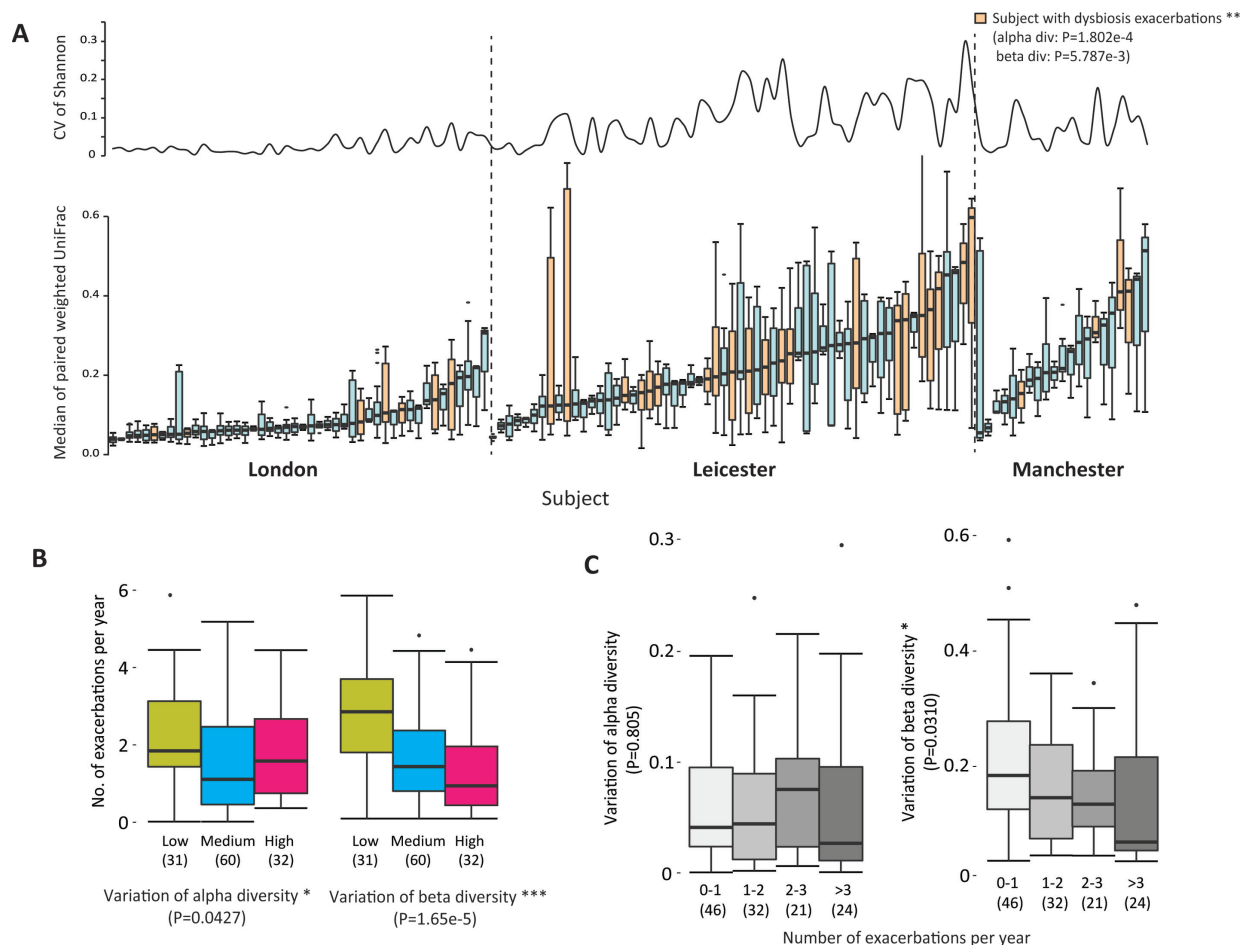 A
Subject with dysbiosis exacerbations **
(alpha div: P=1.802e-4
beta div: P=5.787e-3)
CV of Shannon
0.3
0.2
0.1
0
Median of paired weighted UniFrac
0.6
0.4
0.2
0.0
London
Leicester
Manchester
Subject
B
No. of exacerbations per year
6
4
2
0
Low Medium High
(31) (60) (32)
Variation of alpha diversity *
(P=0.0427)
Low Medium High
(31) (60) (32)
Variation of beta diversity ***
(P=1.65e-5)
C
Variation of alpha diversity
(P=0.805)
0.3
0.2
0.1
0
0-1 1-2 2-3 >3
(46) (32) (21) (24)
Variation of beta diversity *
(P=0.0310)
0.6
0.4
0.2
0
0-1 1-2 2-3 >3
(46) (32) (21) (24)
Number of exacerbations per year